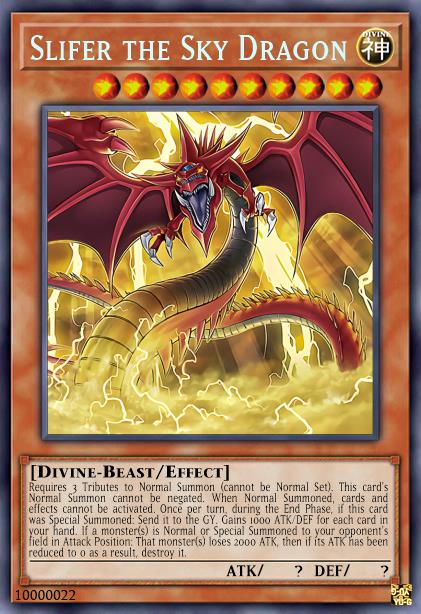 Slifer the Sky Dragon
DIVINE
神
[Divine-Beast/Effect]
Requires 3 Tributes to Normal Summon (cannot be Normal Set). This card's
Normal Summon cannot be negated. When Normal Summoned, cards and
effects cannot be activated. Once per turn, during the End Phase, if this card
was Special Summoned: Send it to the GY. Gains 1000 ATK/DEF for each card in
your hand. If a monster(s) is Normal or Special Summoned to your opponent's
field in Attack Position: That monster(s) loses 2000 ATK, then if its ATK has been
reduced to 0 as a result, destroy it.
ATK/ ? DEF/ ?
10000022